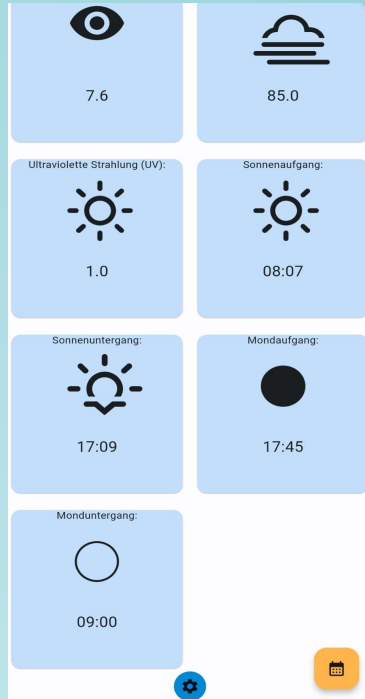 7.6
85.0
Ultraviolette Strahlung (UV):
1.0
Sonnenaufgang:
08:07
Sonnenuntergang:
17:09
Mondaufgang:
17:45
Monduntergang:
09:00